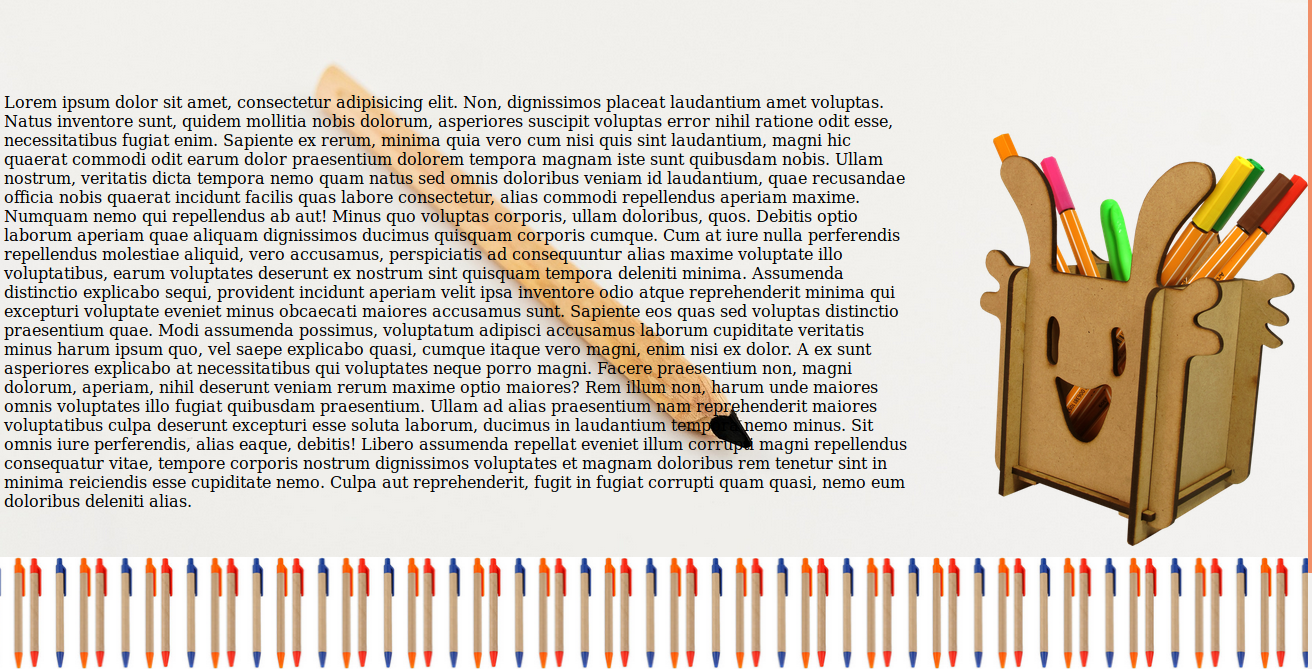 Lorem ipsum dolor sit amet, consectetur adipisicing elit. Non, dignissimos placeat laudantium amet voluptas.
Natus inventore sunt, quidem mollitia nobis dolorum, asperiores suscipit voluptas error nihil ratione odit esse,
necessitatibus fugiat enim. Sapiente ex rerum, minima quia vero cum nisi quis sint laudantium, magni hic
quaerat commodi odit earum dolor praesentium dolorem tempora magnam iste sunt quibusdam nobis. Ullam
nostrum, veritatis dicta tempora nemo quam natus sed omnis doloribus veniam id laudantium, quae recusandae
officia nobis quaerat incidunt facilis quas labore consectetur, alias commodi repellendus aperiam maxime.
Numquam nemo qui repellendus ab aut! Minus quo voluptas corporis, ullam doloribus, quos. Debitis optio
laborum aperiam quae aliquam dignissimos ducimus quisquam corporis cumque. Cum at iure nulla perferendis
repellendus molestiae aliquid, vero accusamus, perspiciatis ad consequuntur alias maxime voluptate illo
voluptatibus, earum voluptates deserunt ex nostrum sint quisquam tempora deleniti minima. Assumenda
distinctio explicabo sequi, provident incidunt aperiam velit ipsa inventore odio atque reprehenderit minima qui
excepturi voluptate eveniet minus obcaecati maiores accusamus sunt. Sapiente eos quas sed voluptas distinctio
praesentium quae. Modi assumenda possimus, voluptatum adipisci accusamus laborum cupiditate veritatis
minus harum ipsum quo, vel saepe explicabo quasi, cumque itaque vero magni, enim nisi ex dolor. A ex sunt
asperiores explicabo at necessitatibus qui voluptates neque porro magni. Facere praesentium non, magni
dolorum, aperiam, nihil deserunt veniam rerum maxime optio maiores? Rem illum non, harum unde maiores
omnis voluptates illo fugiat quibusdam praesentium. Ullam ad alias praesentium nam reprehenderit maiores
voluptatibus culpa deserunt excepturi esse soluta laborum, ducimus in laudantium tempora nemo minus. Sit
omnis iure perferendis, alias eaque, debitis! Libero assumenda repellat eveniet illum corrupti magni repellendus
consequatur vitae, tempore corporis nostrum dignissimos voluptates et magnam doloribus rem tenetur sint in
minima reiciendis esse cupiditate nemo. Culpa aut reprehenderit, fugit in fugiat corrupti quam quasi, nemo eum
doloribus deleniti alias.